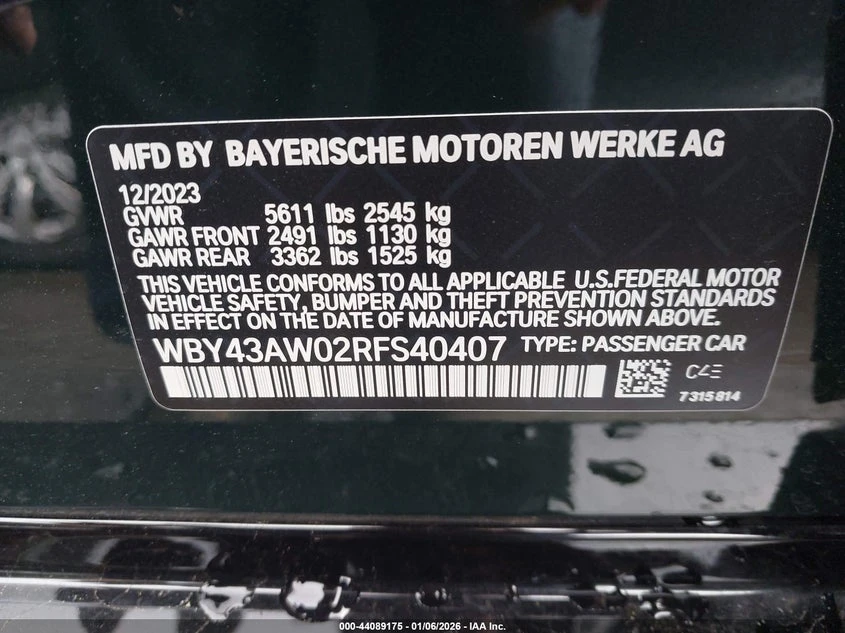 MFD BY BAYERISCHE MOTOREN WERKE AG
12/2023
GVWR 5611 lbs 2545 kg
GAWR FRONT 2491 lbs 1130 kg
GAWR REAR 3362 lbs 1525 kg
THIS VEHICLE CONFORMS TO ALL APPLICABLE U.S.FEDERAL MOTOR
VEHICLE SAFETY, BUMPER AND THEFT PREVENTION STANDARDS
IN EFFECT ON THE DATE OF MANUFACTURE SHOWN ABOVE.
WBY43AW02RFS40407 TYPE: PASSENGER CAR
C4E
7315814
000-44089175 - 01/06/2026 - IAA Inc.